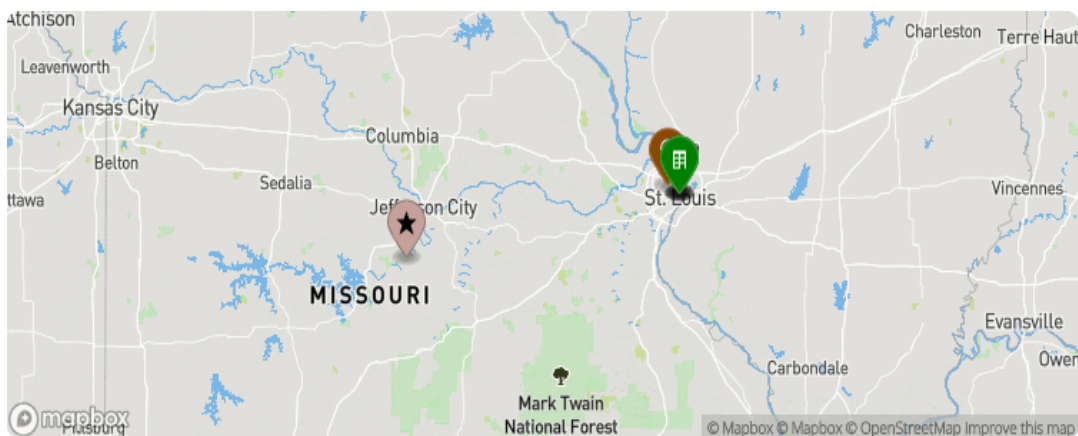 Atchison
Charleston
Terre Haut
Leavenworth
Kansas City
Columbia
Belton
Sedalia
ttawa
Vincennes
St. Louis
Jefferson City
MISSOURI
Evansville
Owen
Carbondale
Mark Twain
National Forest
mapbox
Pittsburg
© Mapbox © Mapbox © OpenStreetMap Improve this map